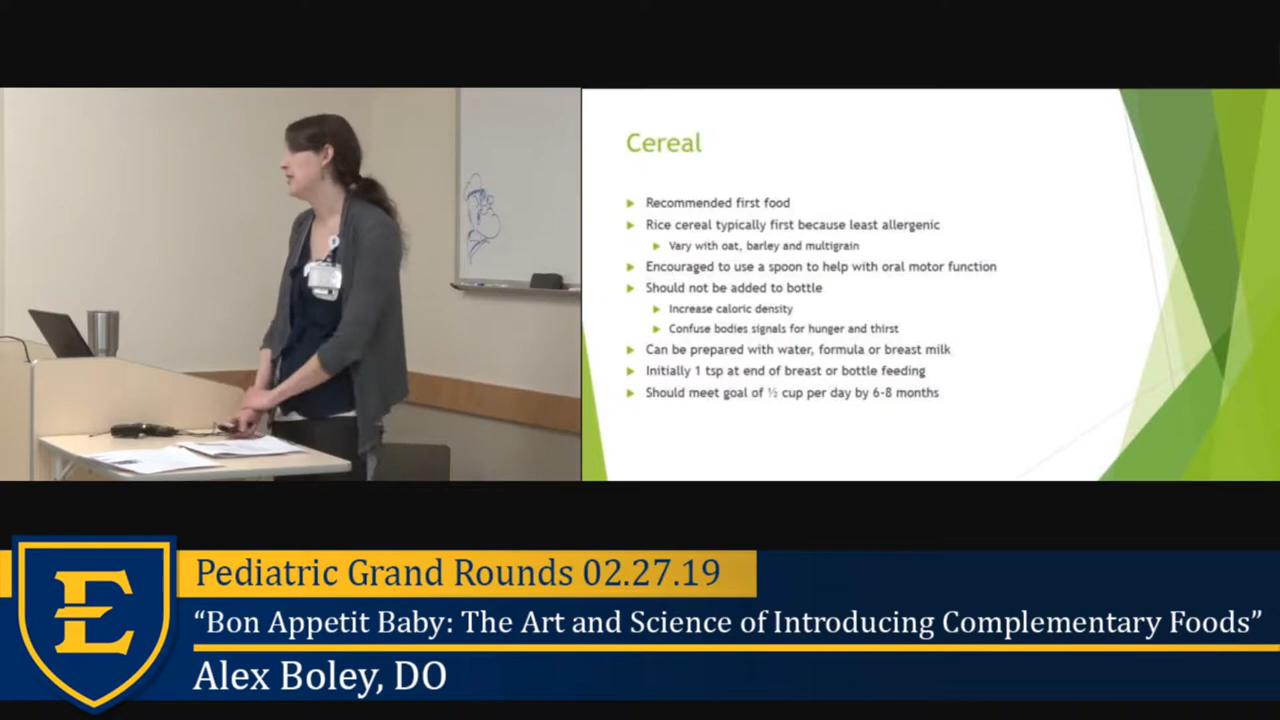 Cereal
Recommended first food
Rice cereal typically first because least allergenic
Vary with oat, barley and multigrain
Encouraged to use a spoon to help with oral motor function
Should not be added to bottle
Increase caloric density
Confuse bodies signals for hunger and thirst
Can be prepared with water, formula or breast milk
Initially 1 tsp at end of breast or bottle feeding
Should meet goal of ½ cup per day by 6-8 months
E
Pediatric Grand Rounds 02.27.19
“Bon Appetit Baby: The Art and Science of Introducing Complementary Foods”
Alex Boley, DO